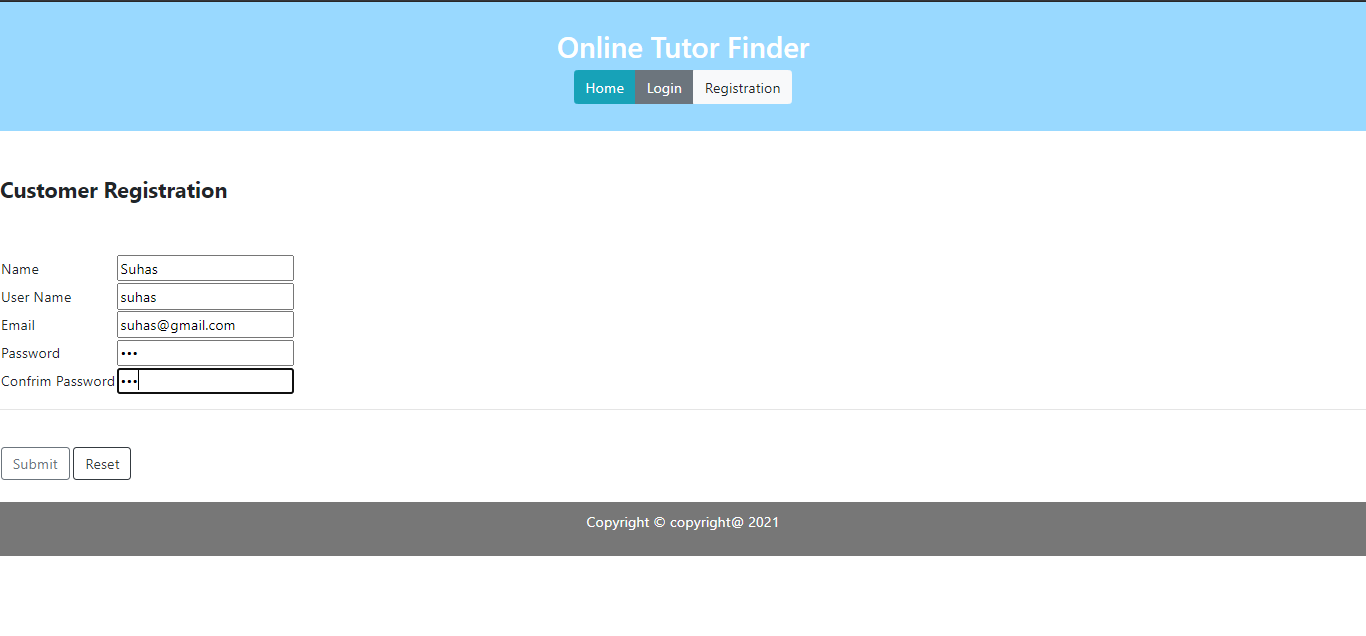 Online Tutor Finder
Home Login Registration
Customer Registration
Name Suhas
User Name suhas
Email suhas@gmail.com
Password •••
Confrim Password •••
Submit Reset
Copyright © copyright@ 2021